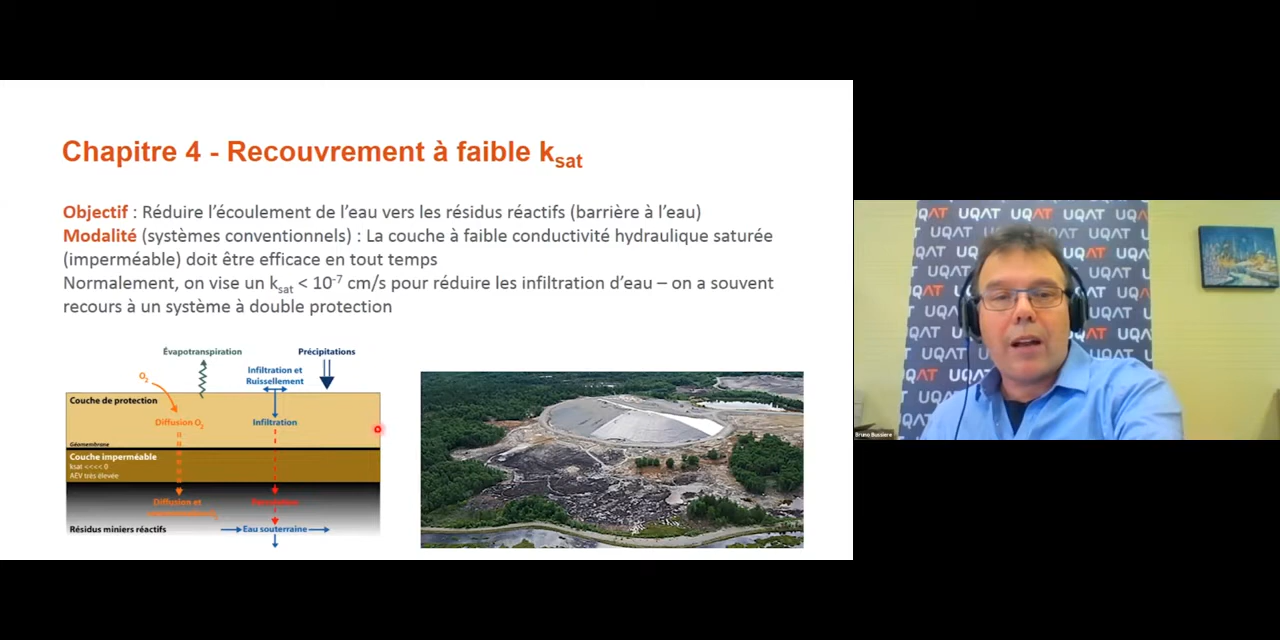 Chapitre 4 - Recouvrement à faible ksat
Objectif : Réduire l'écoulement de l'eau vers les résidus réactifs (barrière à l'eau)
Modalité (systèmes conventionnels) : La couche à faible conductivité hydraulique saturée
(imperméable) doit être efficace en tout temps
Normalement, on vise un ksat < 10-7 cm/s pour réduire les infiltration d'eau – on a souvent
recours à un système à double protection
Évapotranspiration
Précipitations
O2
Infiltration et
Ruissellement
Couche de protection
Diffusion O2
Infiltration
Géomembrane
Couche imperméable
ksat <<<< 0
AEV très élevée
Diffusion et
Résidus miniers réactifs
Eau souterraine
UQAT UQAT UQAT UQAT
UQAT
Bruno Bussière